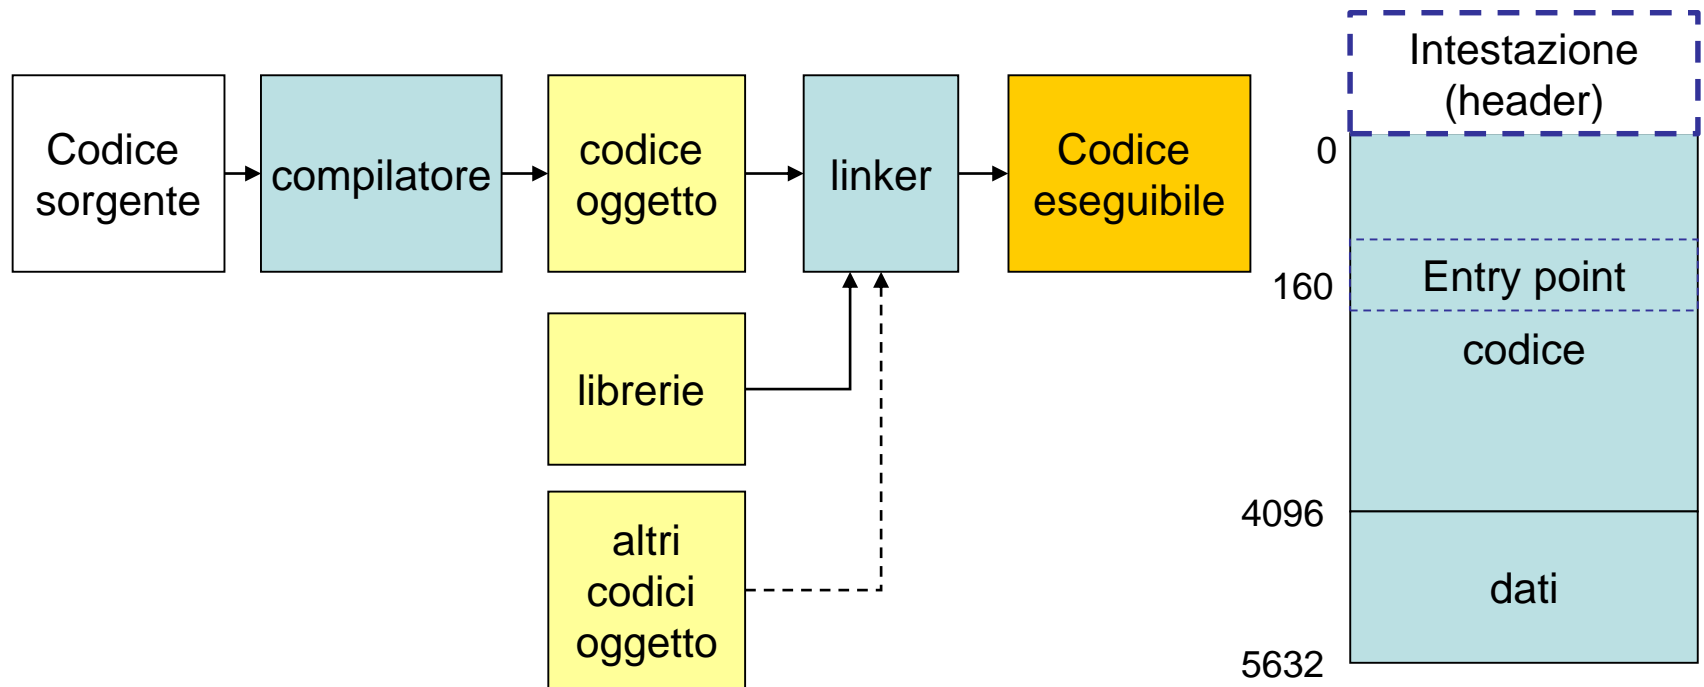 Codice
sorgente
compilatore
codice
oggetto
linker
Codice
eseguibile
librerie
altri
codici
oggetto
Intestazione
(header)
0
160
Entry point
codice
4096
dati
5632